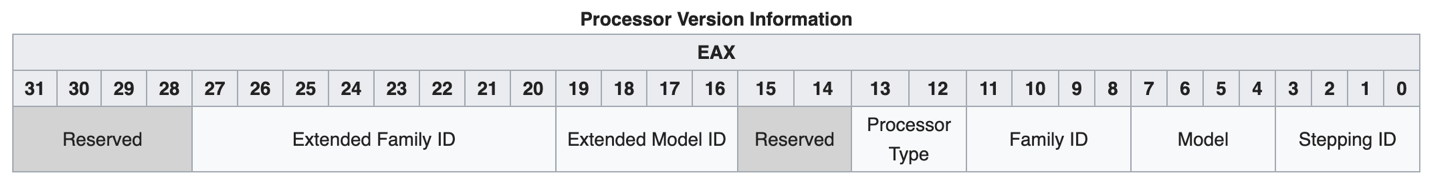 Processor Version Information
EAX
31 30 29 28 27 26 25 24 23 22 21 20 19 18 17 16 15 14 13 12 11 10 9 8 7 6 5 4 3 2 1 0
Reserved Extended Family ID Extended Model ID Reserved Processor Type Family ID Model Stepping ID